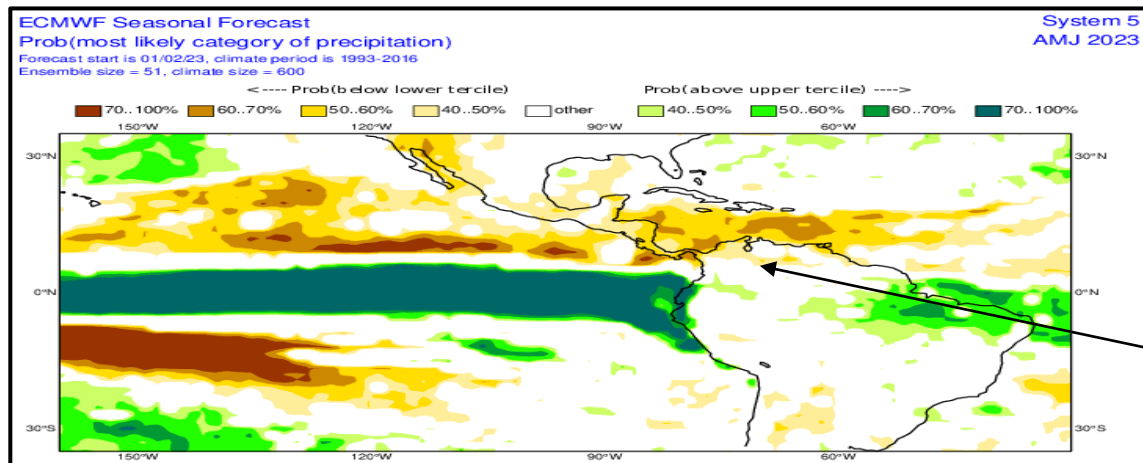 ECMWF Seasonal Forecast System 5
Prob(most likely category of precipitation) AMJ 2023
Forecast start is 01/02/23, climate period is 1993-2016
Ensemble size = 51, climate size = 600
<---- Prob(below lower tercile) Prob(above upper tercile) ---->
70..100% 60..70% 50..60% 40..50% other 40..50% 50..60% 60..70% 70..100%
150°W 120°W 90°W 60°W
30°N 30°N
0°N 0°N
30°S 30°S
150°W 120°W 90°W 60°W